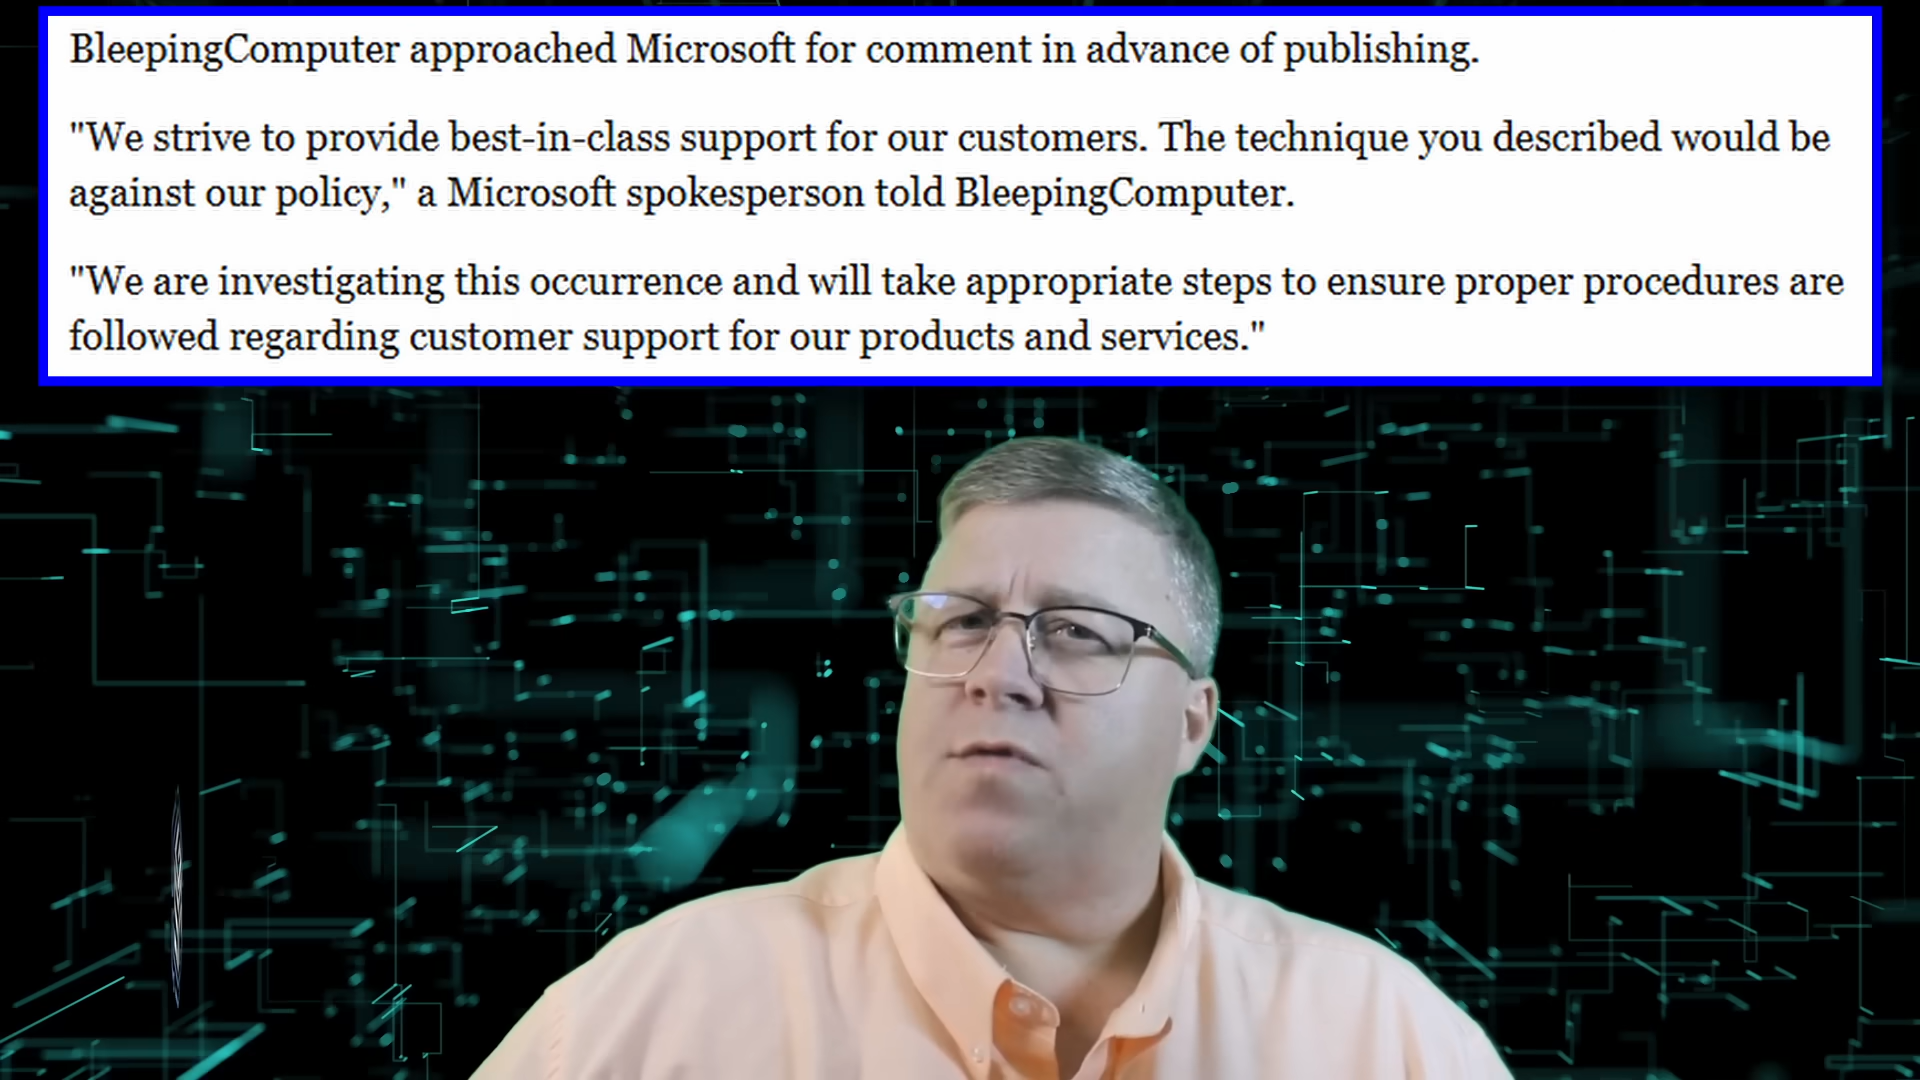 BleepingComputer approached Microsoft for comment in advance of publishing.
"We strive to provide best-in-class support for our customers. The technique you described would be
against our policy," a Microsoft spokesperson told BleepingComputer.
"We are investigating this occurrence and will take appropriate steps to ensure proper procedures are
followed regarding customer support for our products and services."